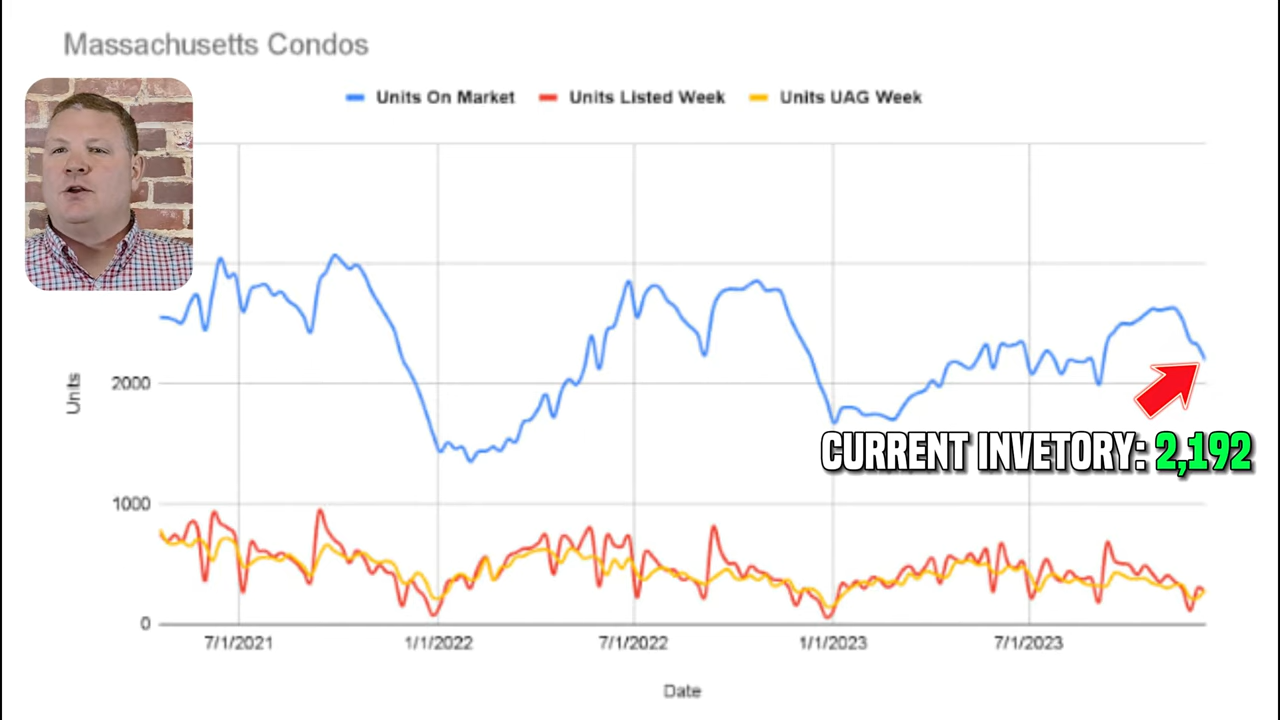 Massachusetts Condos
Units On Market Units Listed Week Units UAG Week
Units
2000
CURRENT INVETORY: 2,192
1000
0
7/1/2021 1/1/2022 7/1/2022 1/1/2023 7/1/2023
Date